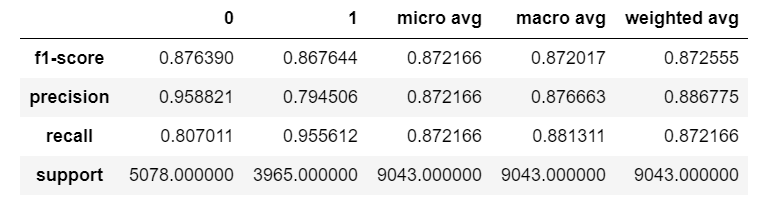 0 1 micro avg macro avg weighted avg
f1-score 0.876390 0.867644 0.872166 0.872017 0.872555
precision 0.958821 0.794506 0.872166 0.876663 0.886775
recall 0.807011 0.955612 0.872166 0.881311 0.872166
support 5078.000000 3965.000000 9043.000000 9043.000000 9043.000000